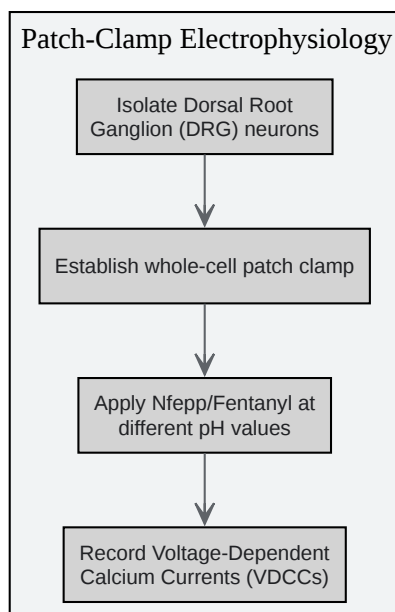 Patch-Clamp Electrophysiology
Isolate Dorsal Root
Ganglion (DRG) neurons
Establish whole-cell patch clamp
Apply Nfepp/Fentanyl at
different pH values
Record Voltage-Dependent
Calcium Currents (VDCCs)